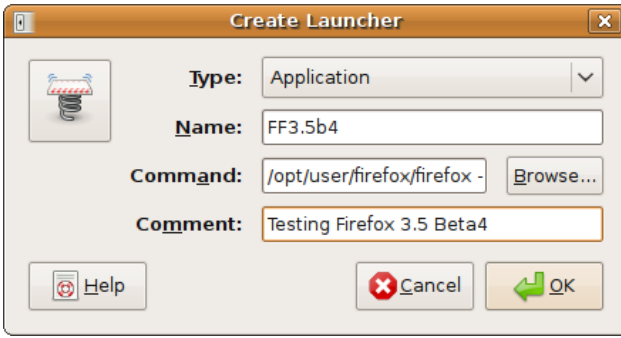 Create Launcher
Type: Application
Name: FF3.5b4
Command: /opt/user/firefox/firefox - Browse...
Comment: Testing Firefox 3.5 Beta4
Help Cancel OK